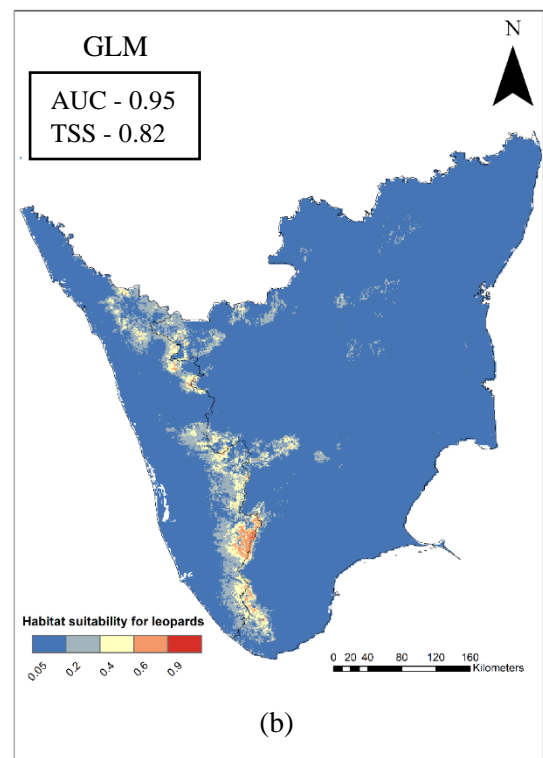 GLM
N
AUC - 0.95
TSS - 0.82
Habitat suitability for leopards
0.05 0.2 0.4 0.6 0.9
0 20 40 80 120 160
Kilometers
(b)